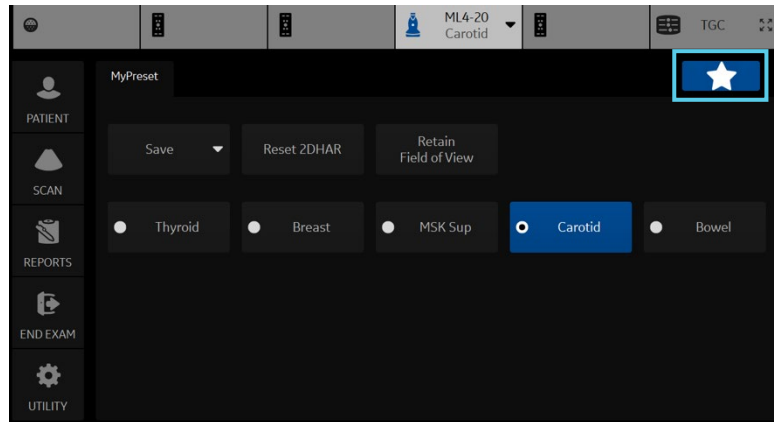 ML4-20
Carotid
TGC
MyPreset
PATIENT
Save
Reset 2DHAR
Retain
Field of View
SCAN
Thyroid
Breast
MSK Sup
Carotid
Bowel
REPORTS
END EXAM
UTILITY